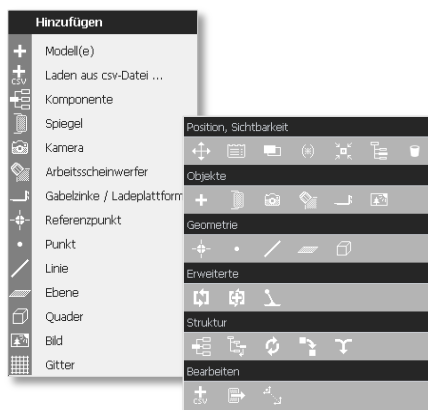 Hinzufügen
Modell(e)
CSV
Laden aus csv-Datei ...
Komponente
Spiegel
Kamera
Arbeitsscheinwerfer
Gabelzinke / Ladeplattform
Referenzpunkt
Punkt
Linie
Ebene
Quader
Bild
Gitter
Position, Sichtbarkeit
Objekte
Geometrie
Erweiterte
Struktur
Bearbeiten
CSV